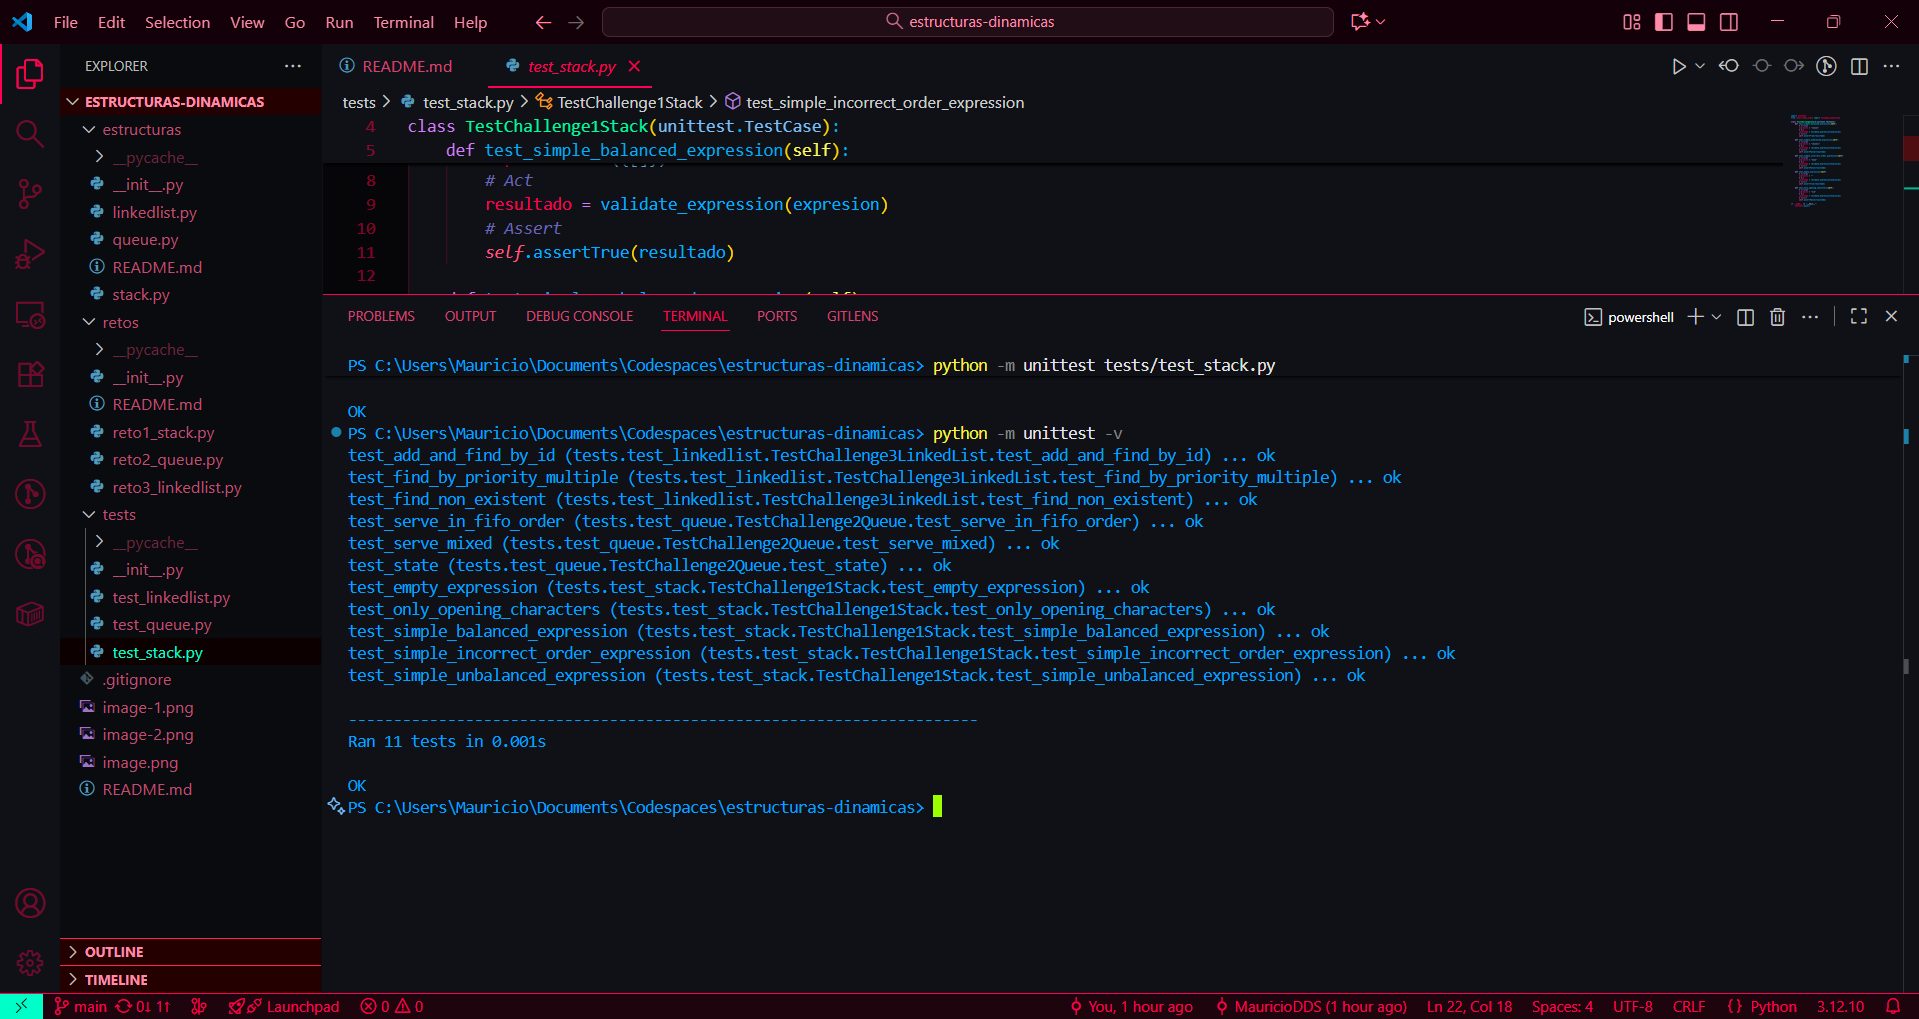 File Edit Selection View Go Run Terminal Help
estructuras-dinamicas
EXPLORER
ESTRUCTURAS-DINAMICAS
estructuras
__pycache__
__init__.py
linkedlist.py
queue.py
README.md
stack.py
retos
__pycache__
__init__.py
README.md
reto1_stack.py
reto2_queue.py
reto3_linkedlist.py
tests
__pycache__
__init__.py
test_linkedlist.py
test_queue.py
test_stack.py
.gitignore
image-1.png
image-2.png
image.png
README.md
OUTLINE
TIMELINE
README.md test_stack.py
tests > test_stack.py > TestChallenge1Stack > test_simple_incorrect_order_expression
4 class TestChallenge1Stack(unittest.TestCase):
5 def test_simple_balanced_expression(self):
8 # Act
9 resultado = validate_expression(expresion)
10 # Assert
11 self.assertTrue(resultado)
12
PROBLEMS OUTPUT DEBUG CONSOLE TERMINAL PORTS GITLENS
powershell
PS C:\Users\Mauricio\Documents\Codespaces\estructuras-dinamicas> python -m unittest tests/test_stack.py
OK
PS C:\Users\Mauricio\Documents\Codespaces\estructuras-dinamicas> python -m unittest -v
test_add_and_find_by_id (tests.test_linkedlist.TestChallenge3LinkedList.test_add_and_find_by_id) ... ok
test_find_by_priority_multiple (tests.test_linkedlist.TestChallenge3LinkedList.test_find_by_priority_multiple) ... ok
test_find_non_existent (tests.test_linkedlist.TestChallenge3LinkedList.test_find_non_existent) ... ok
test_serve_in_fifo_order (tests.test_queue.TestChallenge2Queue.test_serve_in_fifo_order) ... ok
test_serve_mixed (tests.test_queue.TestChallenge2Queue.test_serve_mixed) ... ok
test_state (tests.test_queue.TestChallenge2Queue.test_state) ... ok
test_empty_expression (tests.test_stack.TestChallenge1Stack.test_empty_expression) ... ok
test_only_opening_characters (tests.test_stack.TestChallenge1Stack.test_only_opening_characters) ... ok
test_simple_balanced_expression (tests.test_stack.TestChallenge1Stack.test_simple_balanced_expression) ... ok
test_simple_incorrect_order_expression (tests.test_stack.TestChallenge1Stack.test_simple_incorrect_order_expression) ... ok
test_simple_unbalanced_expression (tests.test_stack.TestChallenge1Stack.test_simple_unbalanced_expression) ... ok
----------------------------------------------------------------------
Ran 11 tests in 0.001s
OK
PS C:\Users\Mauricio\Documents\Codespaces\estructuras-dinamicas>
main 0↓ 1↑ Launchpad 0 0 You, 1 hour ago MauricioDDS (1 hour ago) Ln 22, Col 18 Spaces: 4 UTF-8 CRLF {} Python 3.12.10